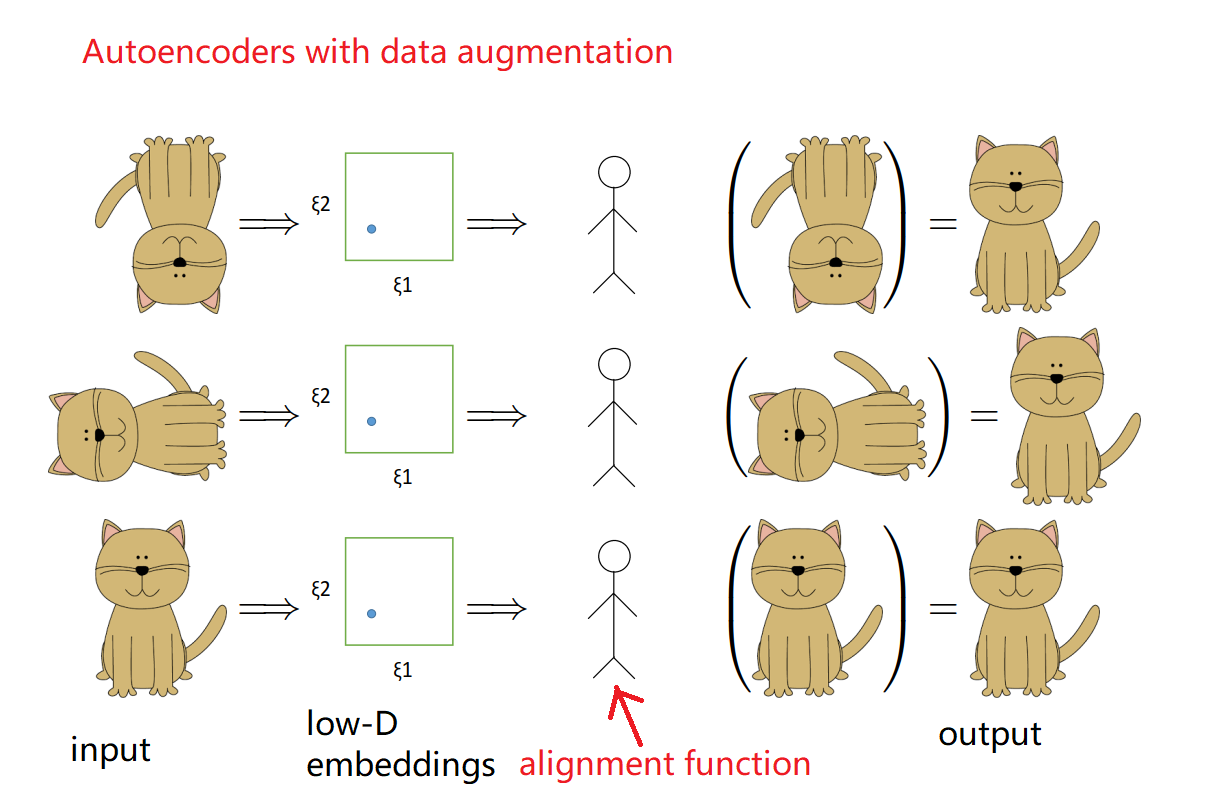 Autoencoders with data augmentation
ξ2
ξ1
=
ξ2
ξ1
=
ξ2
ξ1
=
input
low-D
embeddings
alignment function
output